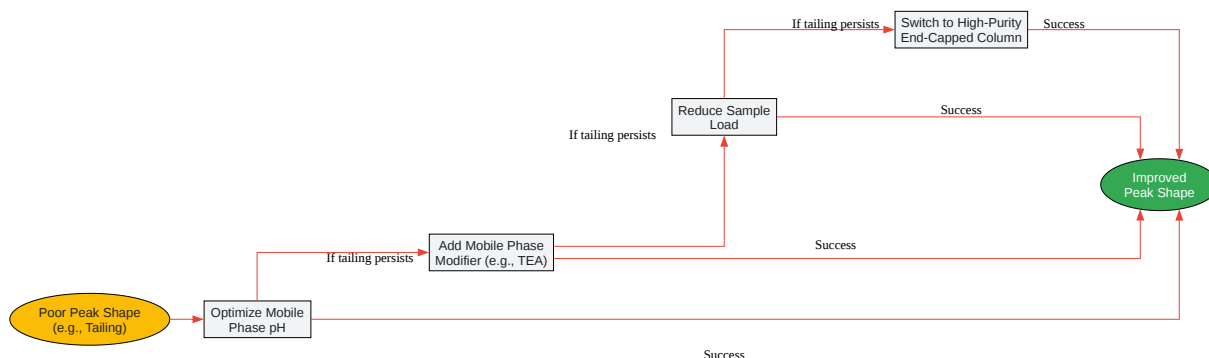 If tailing persists
Switch to High-Purity
End-Capped Column
Success
Reduce Sample
Load
Success
If tailing persists
Improved
Peak Shape
Add Mobile Phase
Modifier (e.g., TEA)
Success
If tailing persists
Poor Peak Shape
(e.g., Tailing)
Optimize Mobile
Phase pH
Success